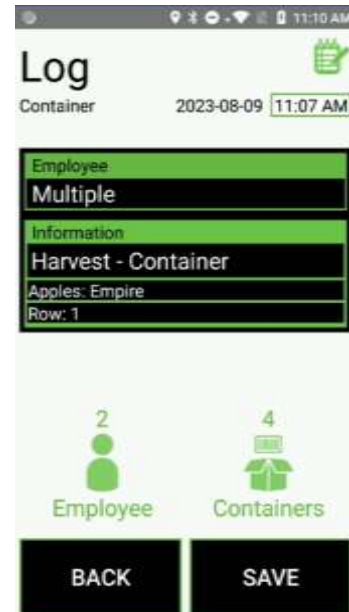 11:10 AM
Log
Container 2023-08-09 11:07 AM
Employee
Multiple
Information
Harvest - Container
Apples: Empire
Row: 1
2 4
Employee Containers
BACK SAVE